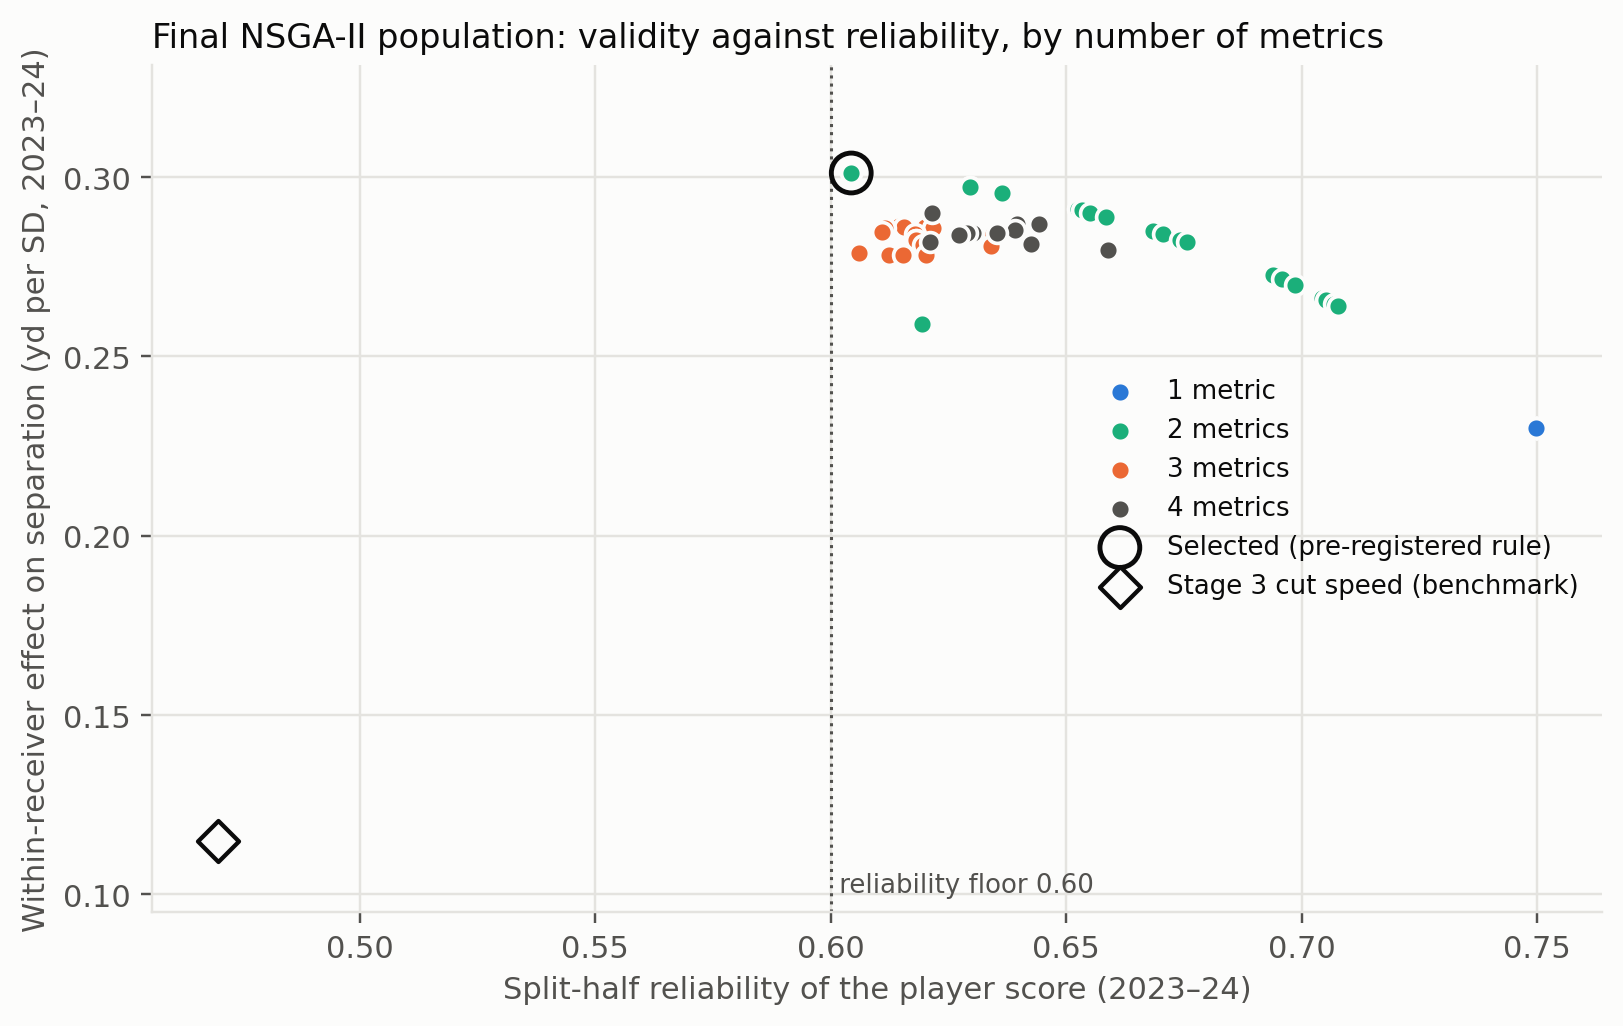 Final NSGA-II population: validity against reliability, by number of metrics
Within-receiver effect on separation (yd per SD, 2023–24)
0.30
0.25
0.20
0.15
0.10
1 metric
2 metrics
3 metrics
4 metrics
Selected (pre-registered rule)
Stage 3 cut speed (benchmark)
reliability floor 0.60
0.50
0.55
0.60
0.65
0.70
0.75
Split-half reliability of the player score (2023–24)